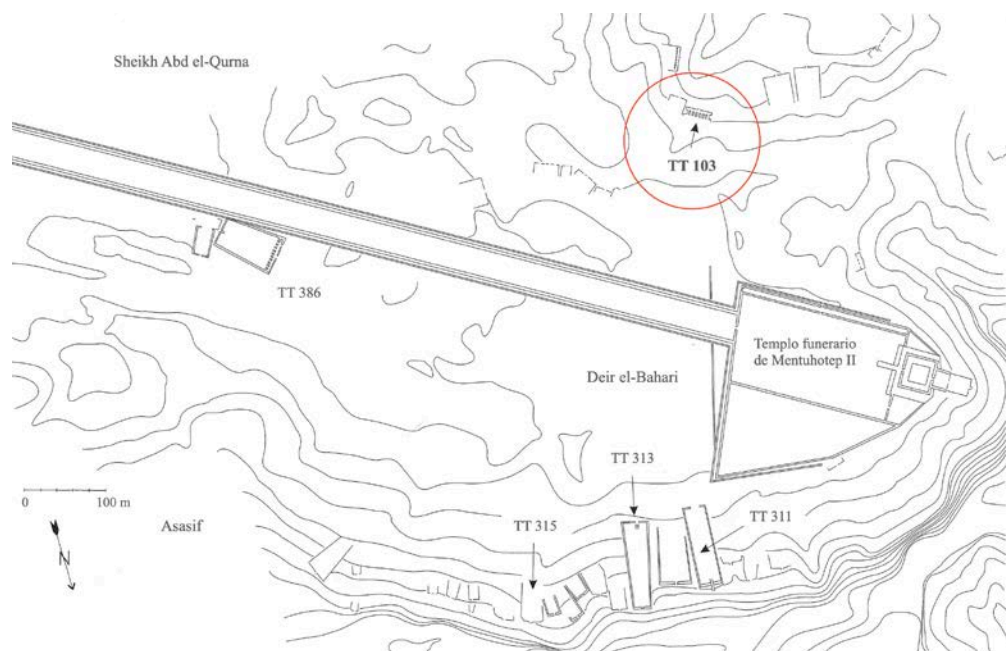 Sheikh Abd el-Qurna
TT 103
TT 386
Templo funerario
de Mentuhotep II
Deir el-Bahari
TT 313
0 100 m
TT 315
TT 311
Asasif
N